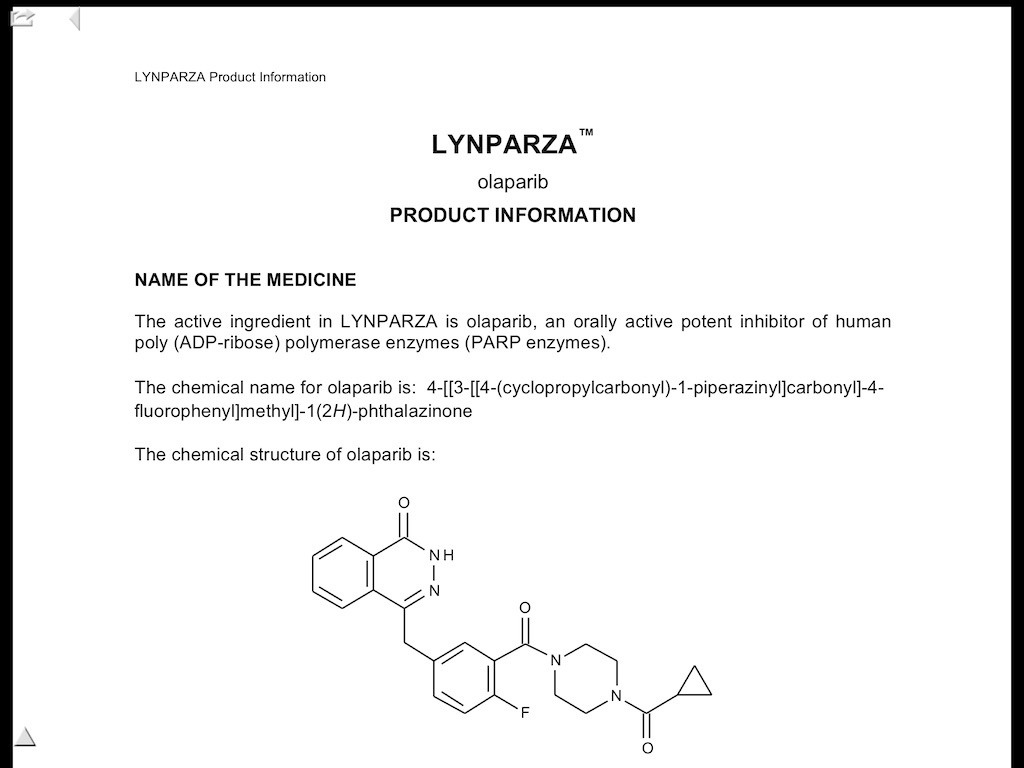 LYNPARZA Product Information
LYNPARZA™
olaparib
PRODUCT INFORMATION
NAME OF THE MEDICINE
The active ingredient in LYNPARZA is olaparib, an orally active potent inhibitor of human
poly (ADP-ribose) polymerase enzymes (PARP enzymes).
The chemical name for olaparib is: 4-[[3-[[4-(cyclopropylcarbonyl)-1-piperazinyl]carbonyl]-4-
fluorophenyl]methyl]-1(2H)-phthalazinone
The chemical structure of olaparib is:
O
NH
N
O
N
N
F
O